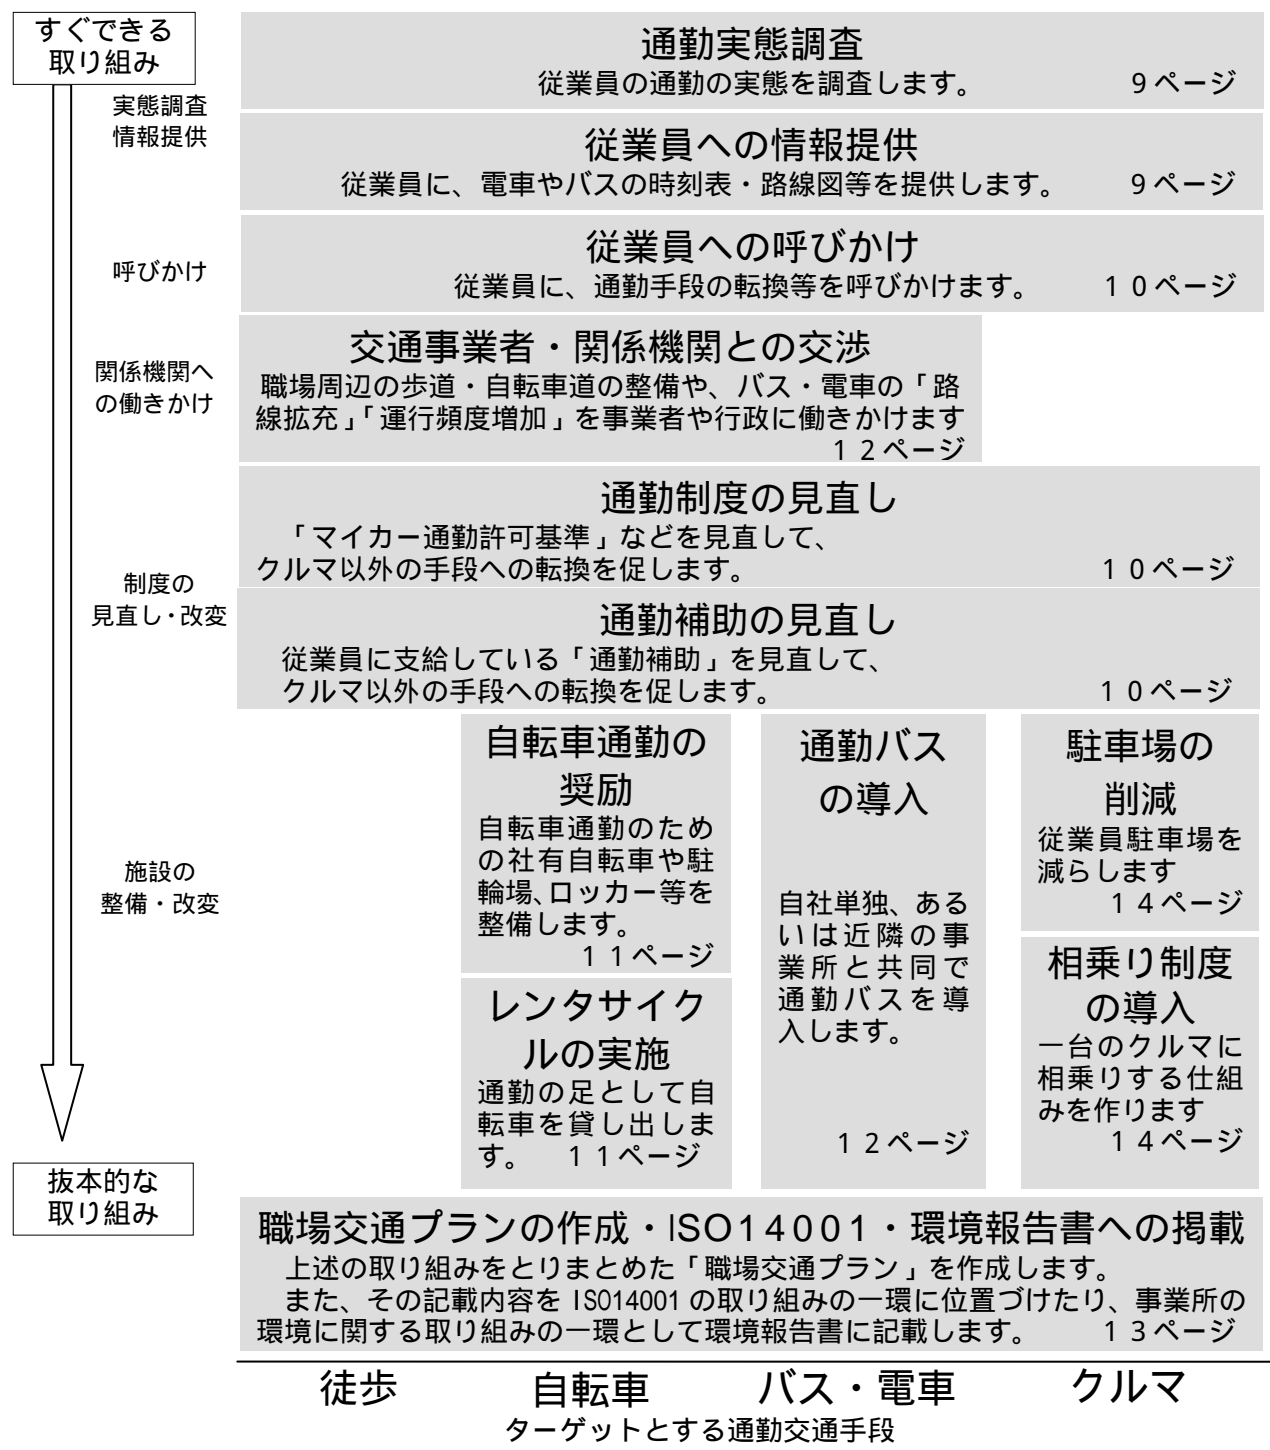 すぐできる
取り組み
通勤実態調査
従業員の通勤の実態を調査します。 9ページ
実態調査
情報提供
従業員への情報提供
従業員に、電車やバスの時刻表・路線図等を提供します。 9ページ
呼びかけ
従業員への呼びかけ
従業員に、通勤手段の転換等を呼びかけます。 10ページ
関係機関へ
の働きかけ
交通事業者・関係機関との交渉
職場周辺の歩道・自転車道の整備や、バス・電車の「路
線拡充」「運行頻度増加」を事業者や行政に働きかけます
12ページ
制度の
見直し・改変
通勤制度の見直し
「マイカー通勤許可基準」などを見直して、
クルマ以外の手段への転換を促します。 10ページ
通勤補助の見直し
従業員に支給している「通勤補助」を見直して、
クルマ以外の手段への転換を促します。 10ページ
施設の
整備・改変
自転車通勤の
奨励
自転車通勤のため
の社有自転車や駐
輪場、ロッカー等を
整備します。
11ページ
レンタサイク
ルの実施
通勤の足として自
転車を貸し出しま
す。 11ページ
通勤バス
の導入
自社単独、ある
いは近隣の事
業所と共同で
通勤バスを導
入します。
12ページ
駐車場の
削減
従業員駐車場を
減らします
14ページ
相乗り制度
の導入
一台のクルマに
相乗りする仕組
みを作ります
14ページ
抜本的な
取り組み
職場交通プランの作成・ISO14001・環境報告書への掲載
上述の取り組みをとりまとめた「職場交通プラン」を作成します。
また、その記載内容をISO14001の取り組みの一環に位置づけたり、事業所の
環境に関する取り組みの一環として環境報告書に記載します。 13ページ
徒歩 自転車 バス・電車 クルマ
ターゲットとする通勤交通手段